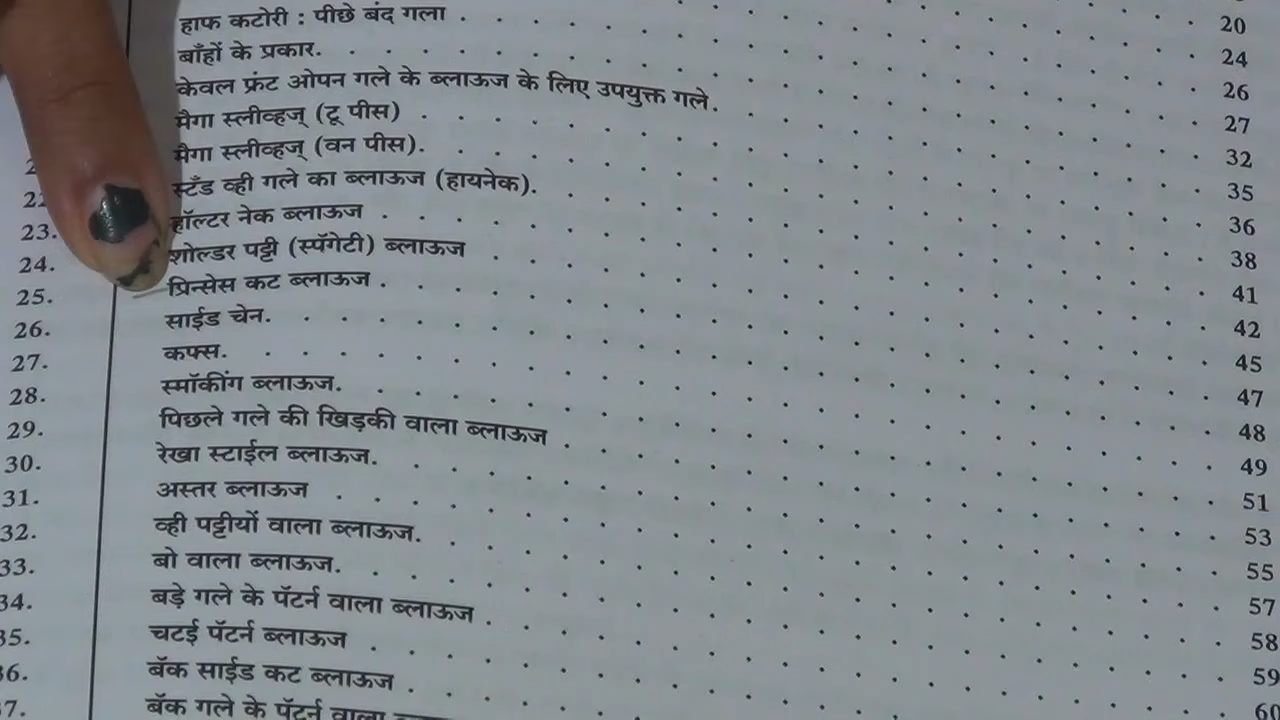 हाफ कटोरी : पीछे बंद गला . . . . . . . . . . 20
बाँहों के प्रकार. . . . . . . . . . 24
केवल फ्रंट ओपन गले के ब्लाऊज के लिए उपयुक्त गले. . . . . . . . . . 26
मैगा स्लीव्हज् (टू पीस) . . . . . . . . . . 27
मैगा स्लीव्हज् (वन पीस). . . . . . . . . . 32
22. स्टँड व्ही गले का ब्लाऊज (हायनेक). . . . . . . . . . 35
23. हॉल्टर नेक ब्लाऊज . . . . . . . . . . 36
24. शोल्डर पट्टी (स्पॅगेटी) ब्लाऊज . . . . . . . . . . 38
25. प्रिन्सेस कट ब्लाऊज . . . . . . . . . . 41
26. साईड चेन. . . . . . . . . . 42
27. कफ्स. . . . . . . . . . 45
28. स्मॉकींग ब्लाऊज. . . . . . . . . . 47
29. पिछले गले की खिड़की वाला ब्लाऊज . . . . . . . . . . 48
30. रेखा स्टाईल ब्लाऊज. . . . . . . . . . 49
31. अस्तर ब्लाऊज . . . . . . . . . . 51
32. व्ही पट्टीयों वाला ब्लाऊज. . . . . . . . . . 53
33. बो वाला ब्लाऊज. . . . . . . . . . 55
34. बड़े गले के पॅटर्न वाला ब्लाऊज . . . . . . . . . . 57
35. चटई पॅटर्न ब्लाऊज . . . . . . . . . . 58
36. बॅक साईड कट ब्लाऊज . . . . . . . . . . 59
37. बॅक गले के पॅटर्न वाला . . . . . . . . . . 60